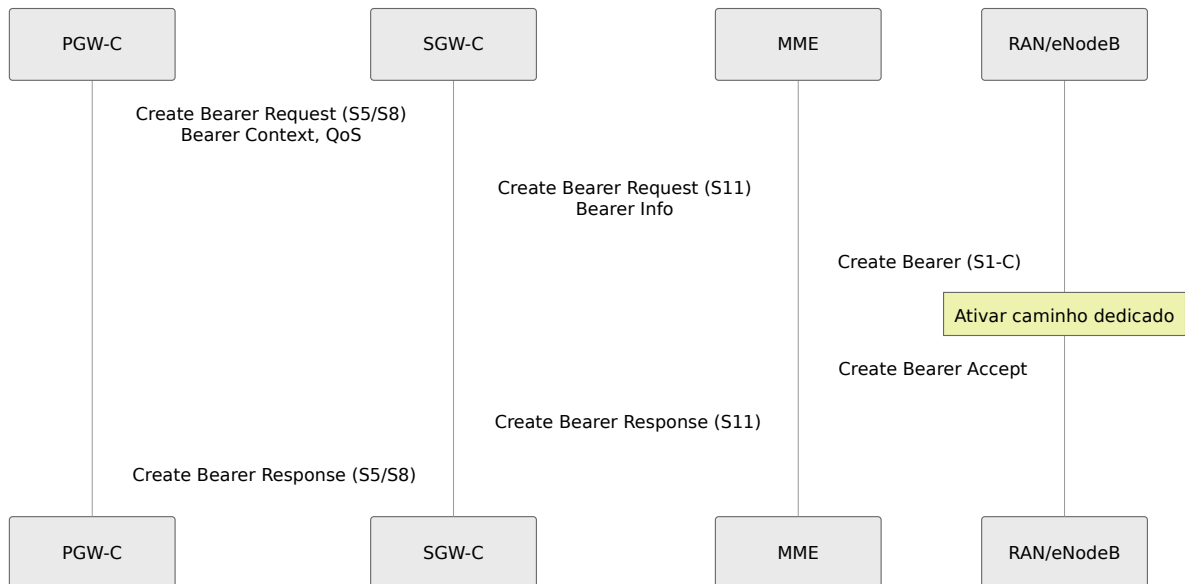 PGW-C
SGW-C
MME
RAN/eNodeB
Create Bearer Request (S5/S8)
Bearer Context, QoS
Create Bearer Request (S11)
Bearer Info
Create Bearer (S1-C)
Ativar caminho dedicado
Create Bearer Accept
Create Bearer Response (S11)
Create Bearer Response (S5/S8)
PGW-C
SGW-C
MME
RAN/eNodeB